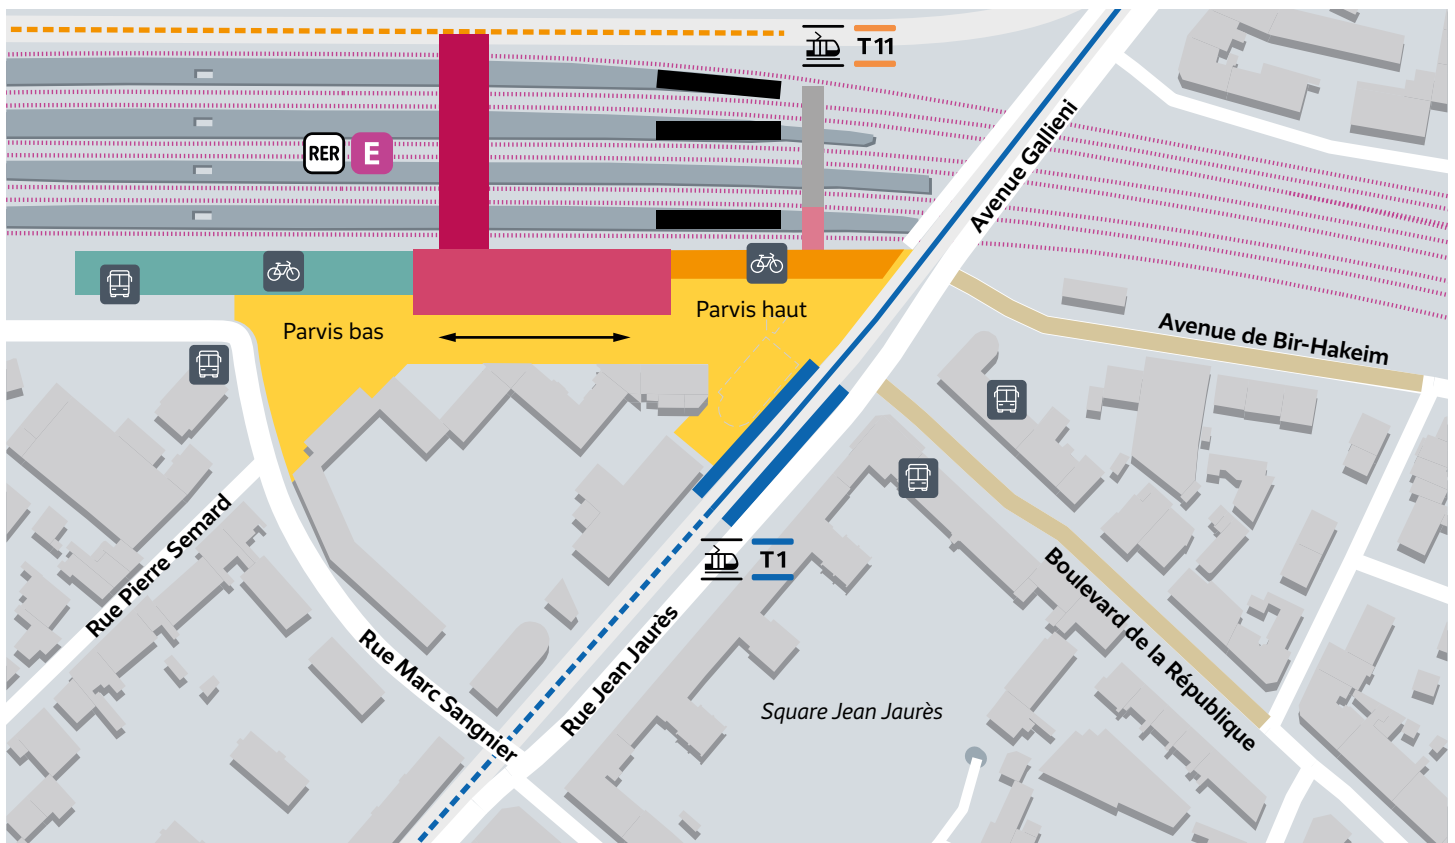 T11
RER E
Avenue Gallieni
Parvis haut
Parvis bas
Avenue de Bir-Hakeim
Rue Pierre Semard
T1
Boulevard de la République
Rue Marc Sangnier
Rue Jean Jaurès
Square Jean Jaurès